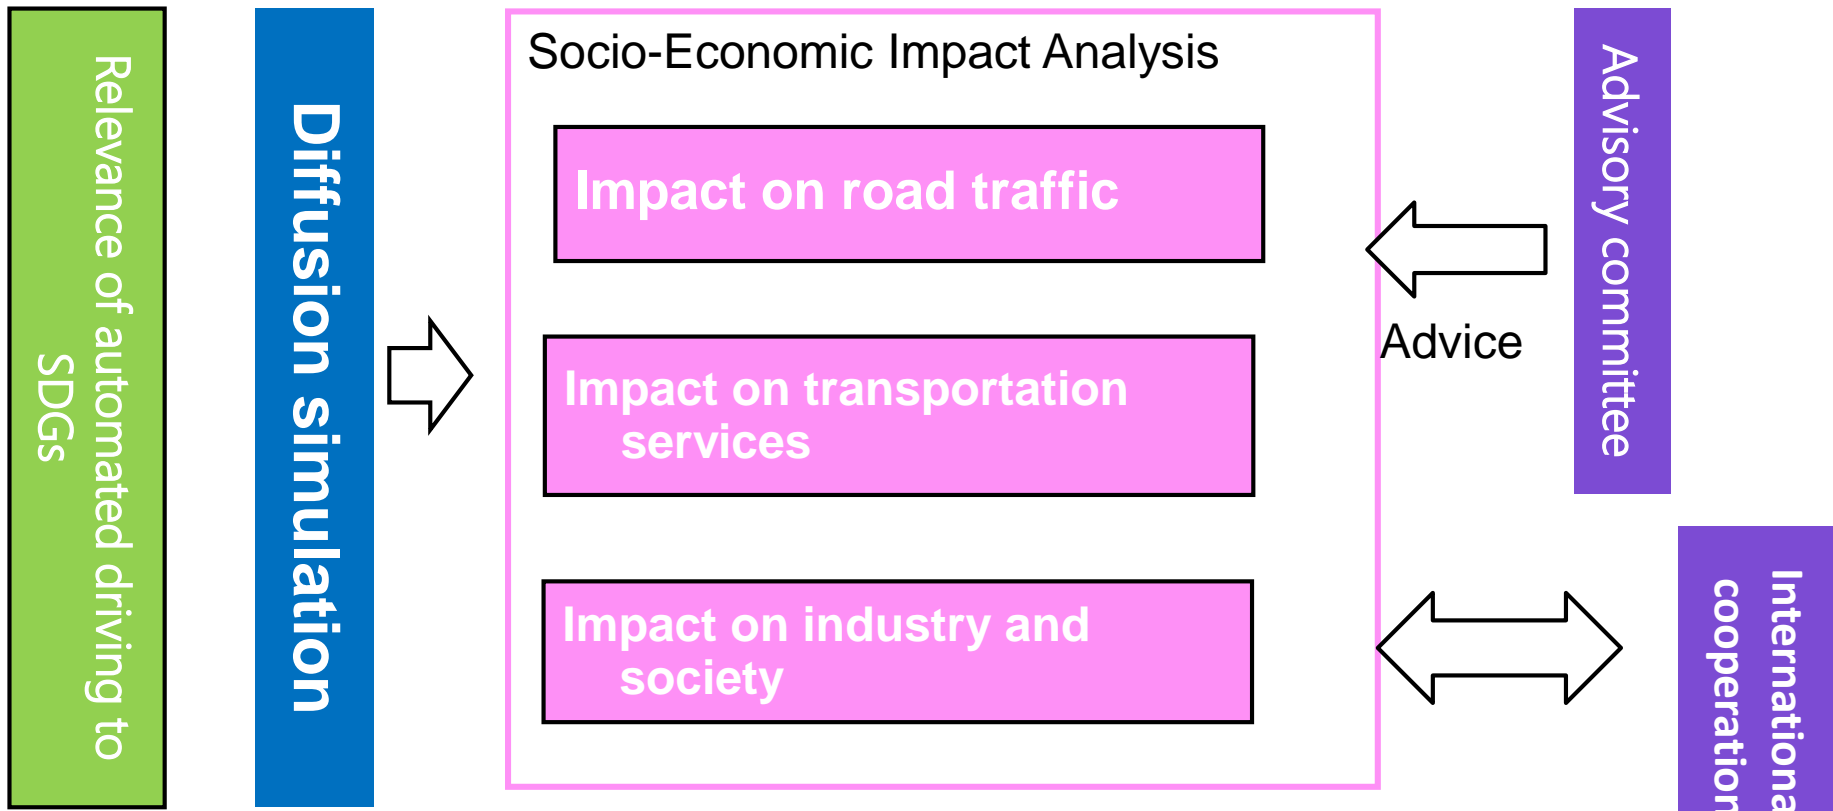 Relevance of automated driving to
SDGs
Diffusion simulation
Socio-Economic Impact Analysis
Impact on road traffic
Impact on transportation
services
Impact on industry and
society
Advice
Advisory committee
Internationa
cooperation